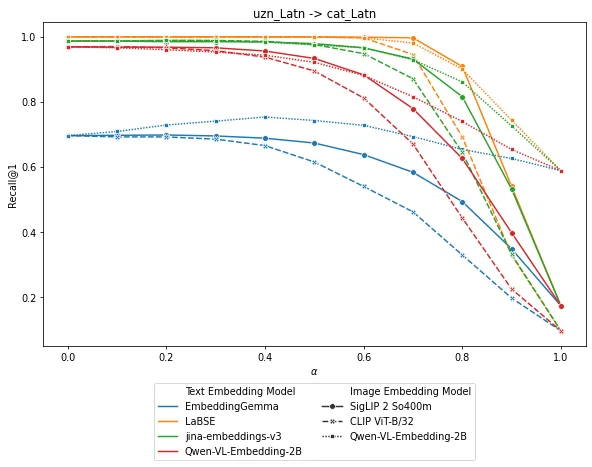 uzn_Latn -> cat_Latn
1.0
0.8
0.6
0.4
0.2
Recall@1
0.0 0.2 0.4 0.6 0.8 1.0
α
Text Embedding Model Image Embedding Model
EmbeddingGemma SigLIP 2 So400m
LaBSE CLIP ViT-B/32
jina-embeddings-v3 Qwen-VL-Embedding-2B
Qwen-VL-Embedding-2B